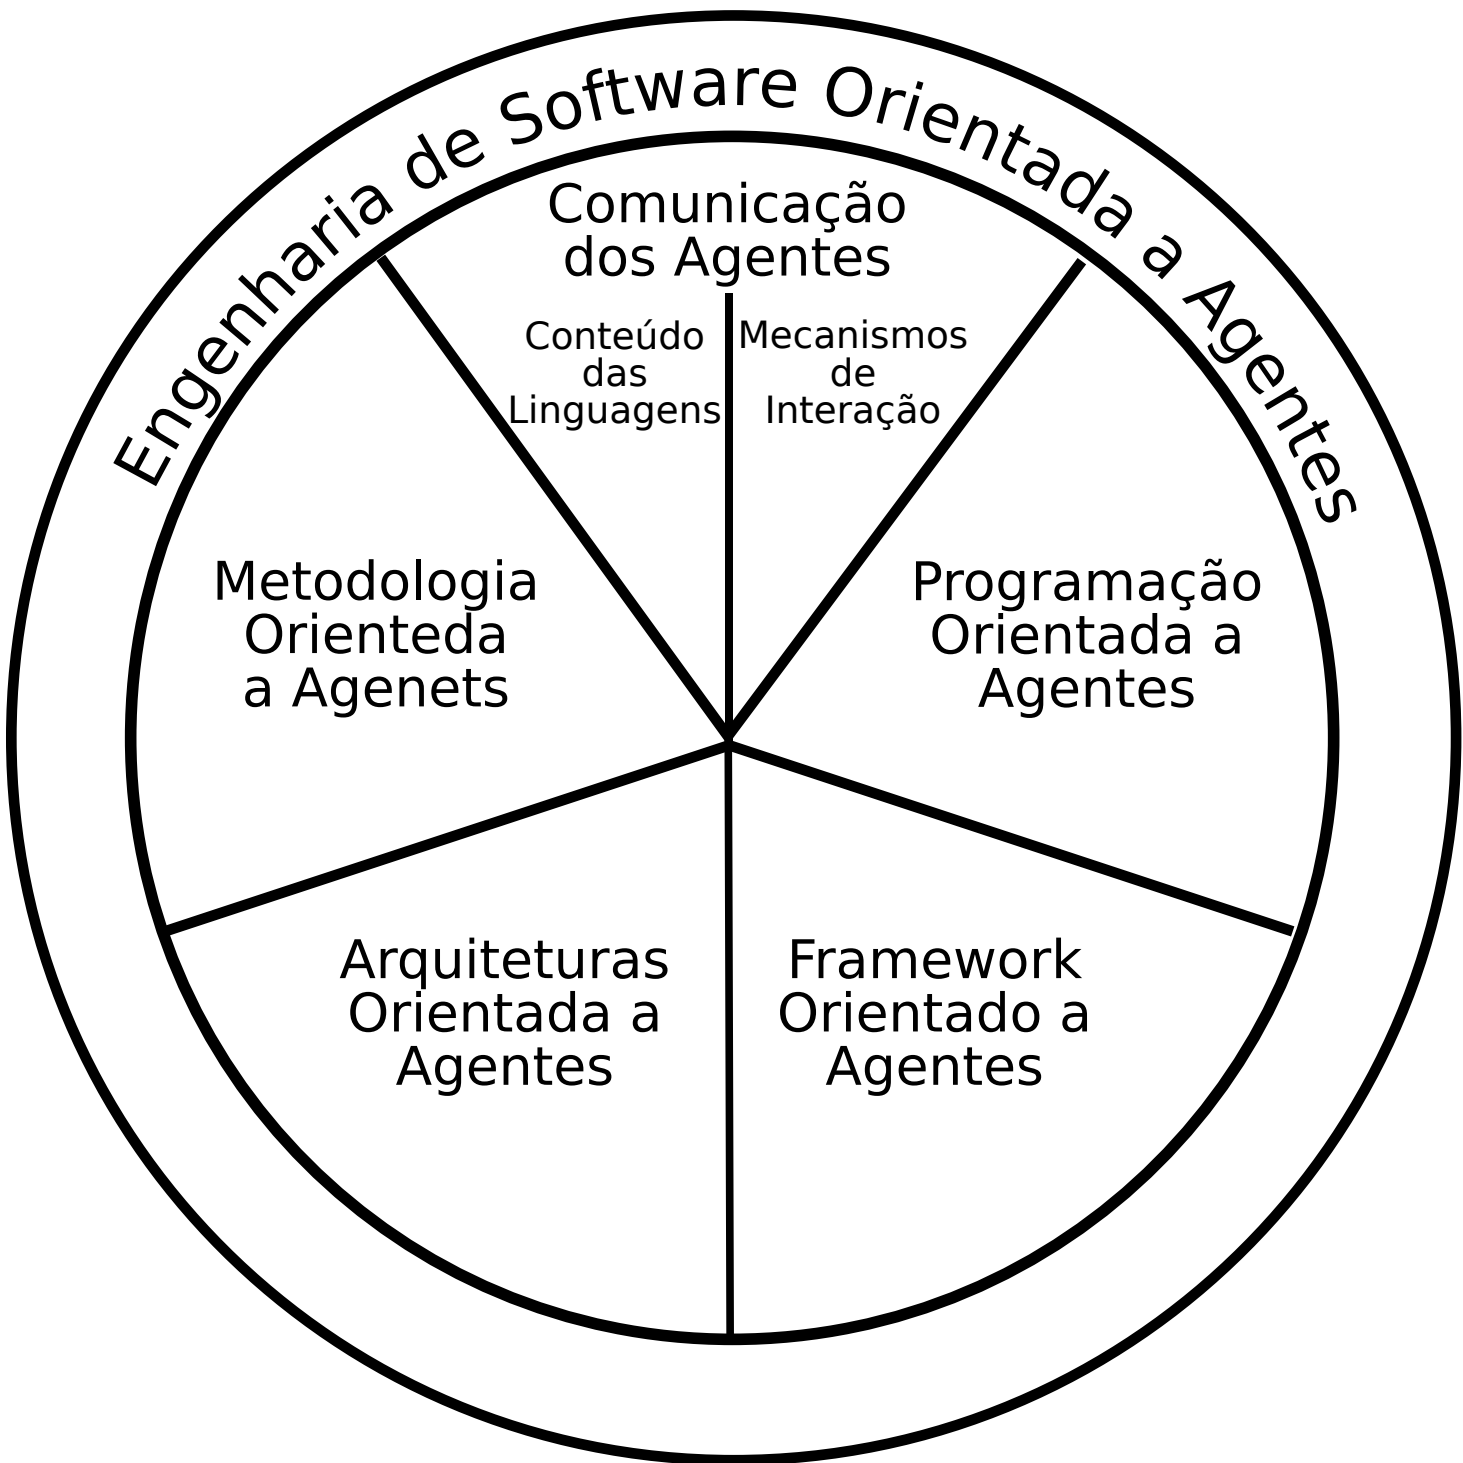 Engenharia de Software Orientada a Agentes
Comunicação
dos Agentes
Conteúdo
das
Linguagens
Mecanismos
de
Interação
Metodologia
Orienteda
a Agenets
Programação
Orientada a
Agentes
Arquiteturas
Orientada a
Agentes
Framework
Orientado a
Agentes